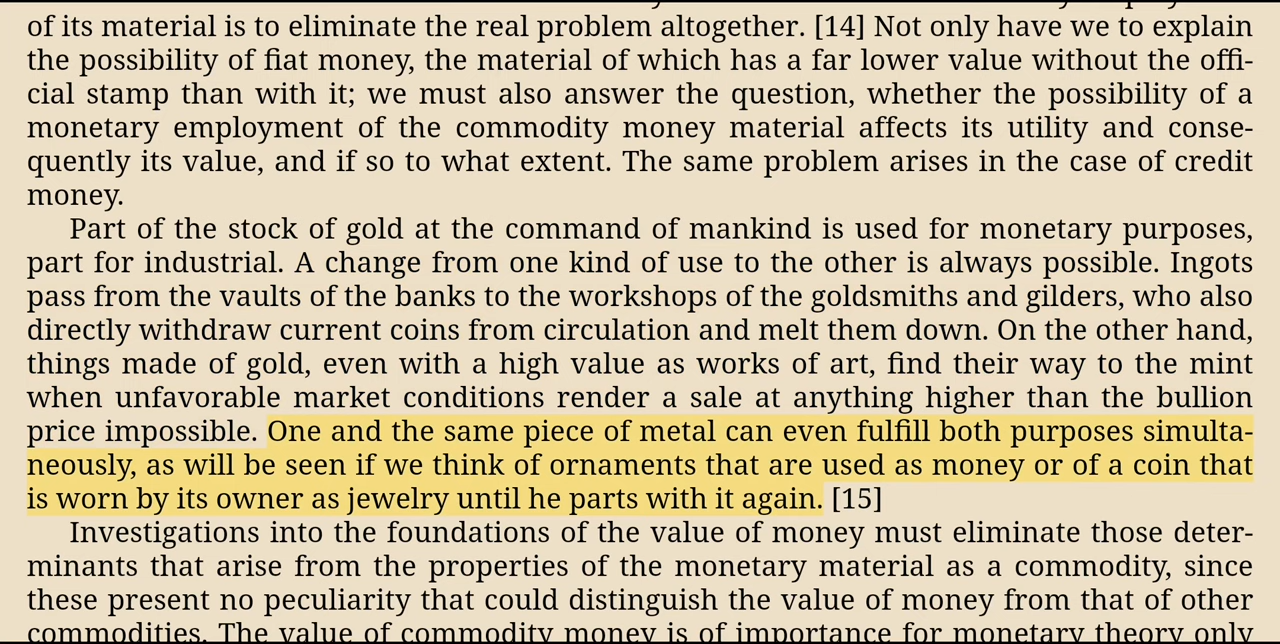 of its material is to eliminate the real problem altogether. [14] Not only have we to explain
the possibility of fiat money, the material of which has a far lower value without the offi-
cial stamp than with it; we must also answer the question, whether the possibility of a
monetary employment of the commodity money material affects its utility and conse-
quently its value, and if so to what extent. The same problem arises in the case of credit
money.
Part of the stock of gold at the command of mankind is used for monetary purposes,
part for industrial. A change from one kind of use to the other is always possible. Ingots
pass from the vaults of the banks to the workshops of the goldsmiths and gilders, who also
directly withdraw current coins from circulation and melt them down. On the other hand,
things made of gold, even with a high value as works of art, find their way to the mint
when unfavorable market conditions render a sale at anything higher than the bullion
price impossible. One and the same piece of metal can even fulfill both purposes simulta-
neously, as will be seen if we think of ornaments that are used as money or of a coin that
is worn by its owner as jewelry until he parts with it again. [15]
Investigations into the foundations of the value of money must eliminate those deter-
minants that arise from the properties of the monetary material as a commodity, since
these present no peculiarity that could distinguish the value of money from that of other
commodities. The value of commodity money is of importance for monetary theory only